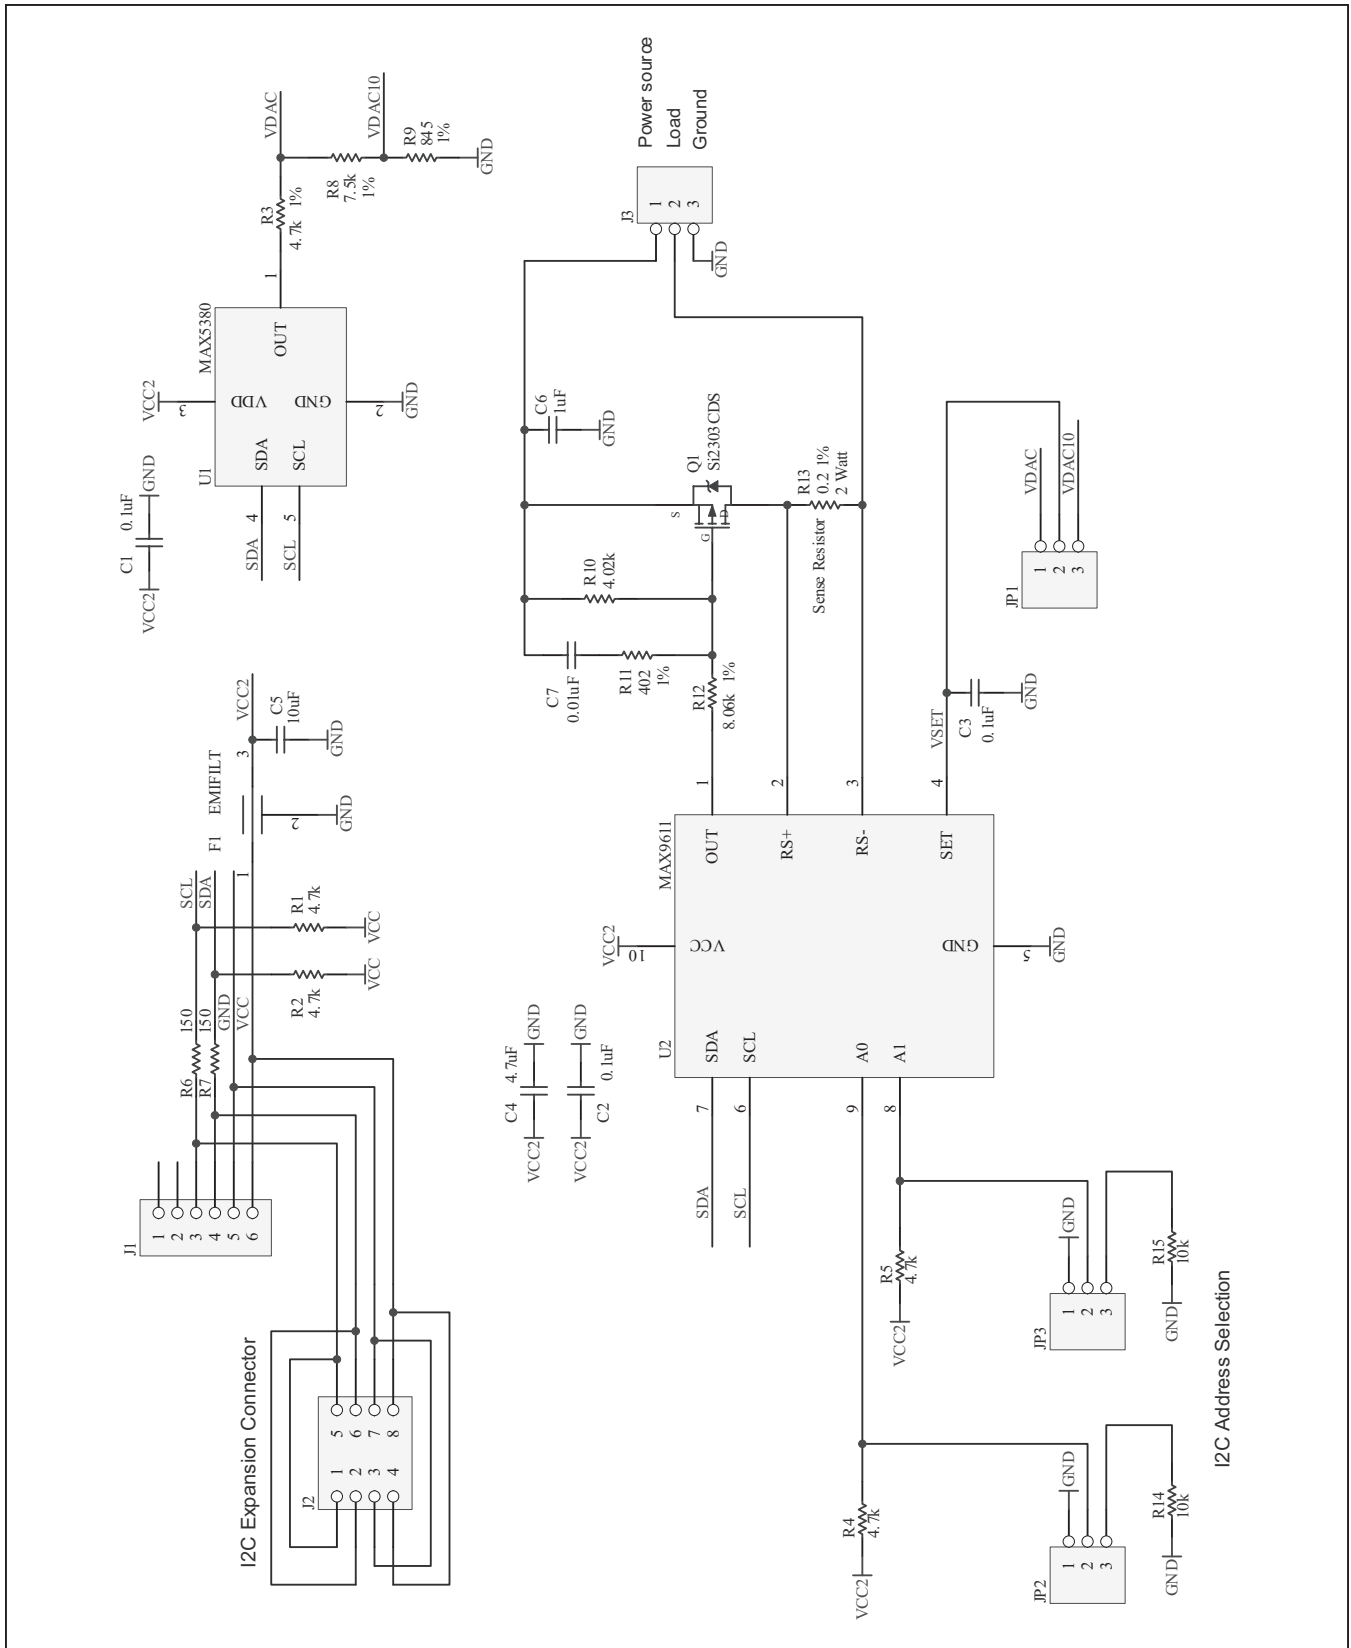 I2C Expansion Connector
J2
1 5
2 6
3 7
4 8
J1
1
2
3
4
5
6
R6 150
R7 150
GND
VCC
SCL
SDA
R2
4.7k
VCC
R1
4.7k
VCC
F1 EMIFILT
1
2
3
GND
VCC2
C5
10uF
GND
C1 0.1uF
VCC2
GND
U1 MAX5380
SDA 4 SDA
SCL 5 SCL
VCC2
3
VDD
GND
2
GND
OUT
1
R3
4.7k 1%
VDAC
R8
7.5k
1%
VDAC10
R9
845
1%
GND
C4 4.7uF
VCC2
GND
C2 0.1uF
VCC2
GND
U2 MAX9611
SDA 7 SDA
SCL 6 SCL
9 A0
8 A1
VCC2
10
VCC
GND
5
GND
OUT 1
RS+ 2
RS- 3
SET 4
C7
0.01uF
R11
402
1%
R12
8.06k 1%
R10
4.02k
C6
1uF
GND
Q1
Si2303CDS
S
G
D
R13
0.2 1%
2 Watt
Sense Resistor
J3
1
2
3
GND
Power source
Load
Ground
VSET
C3
0.1uF
GND
JP1
1
2
3
VDAC
VDAC10
VCC2
R4
4.7k
VCC2
R5
4.7k
JP2
1
2
3
GND
GND
R14
10k
JP3
1
2
3
GND
GND
R15
10k
I2C Address Selection